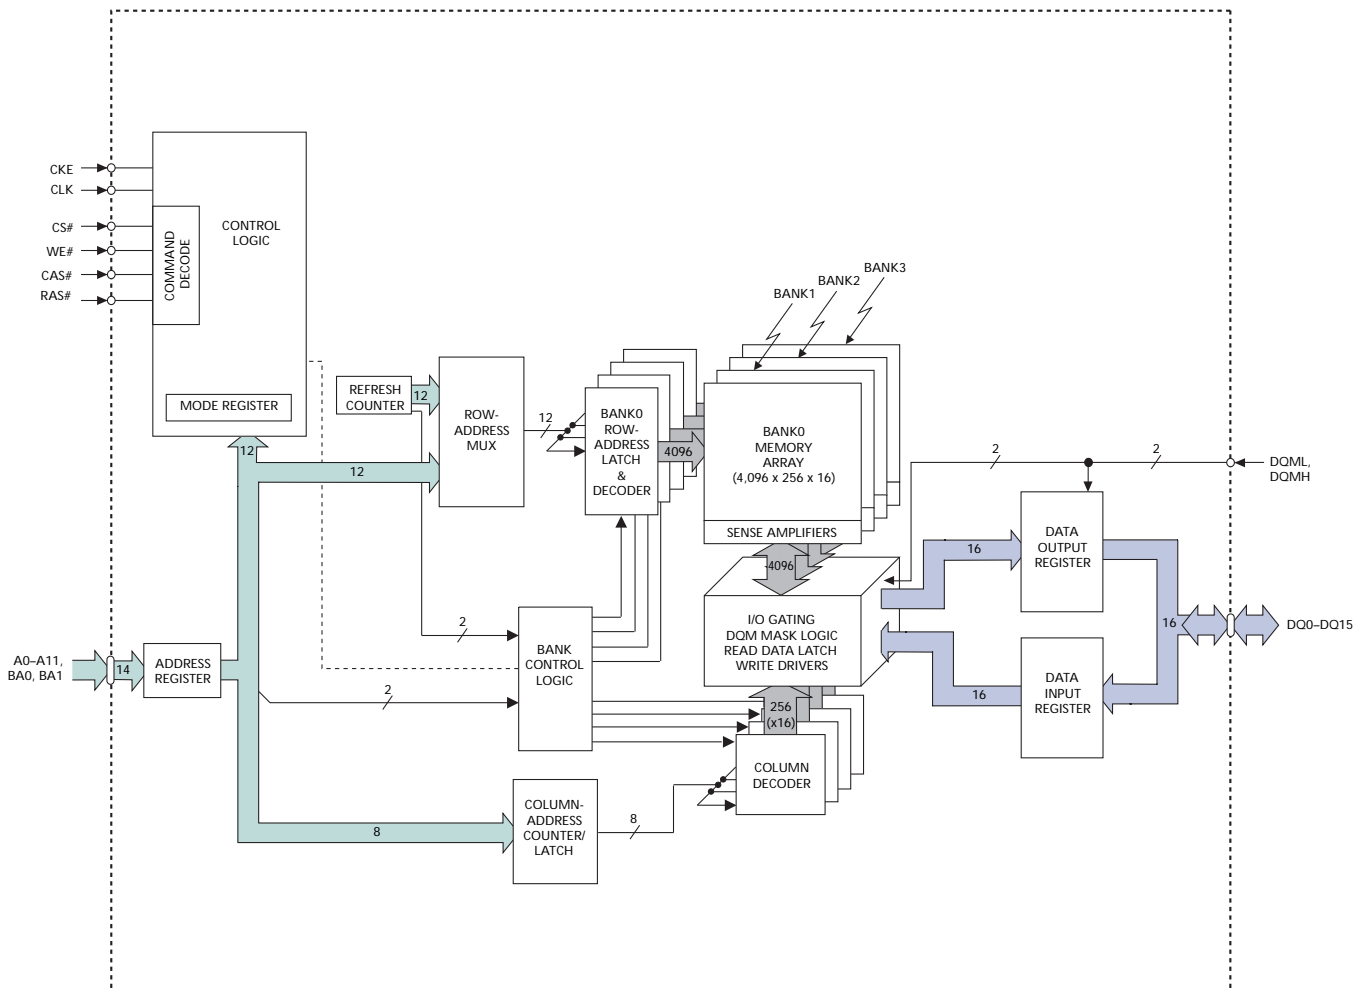 CKE
CLK
CS#
WE#
CAS#
RAS#
COMMAND
DECODE
CONTROL
LOGIC
MODE REGISTER
12
12
REFRESH
COUNTER
12
ROW-
ADDRESS
MUX
12
BANK0
ROW-
ADDRESS
LATCH
&
DECODER
4096
BANK1
BANK2
BANK3
BANK0
MEMORY
ARRAY
(4,096 x 256 x 16)
SENSE AMPLIFIERS
4096
I/O GATING
DQM MASK LOGIC
READ DATA LATCH
WRITE DRIVERS
256
(x16)
COLUMN
DECODER
2
2
DQML,
DQMH
16
DATA
OUTPUT
REGISTER
16
DQ0–DQ15
16
DATA
INPUT
REGISTER
A0–A11,
BA0, BA1
14
ADDRESS
REGISTER
2
2
BANK
CONTROL
LOGIC
8
COLUMN-
ADDRESS
COUNTER/
LATCH
8